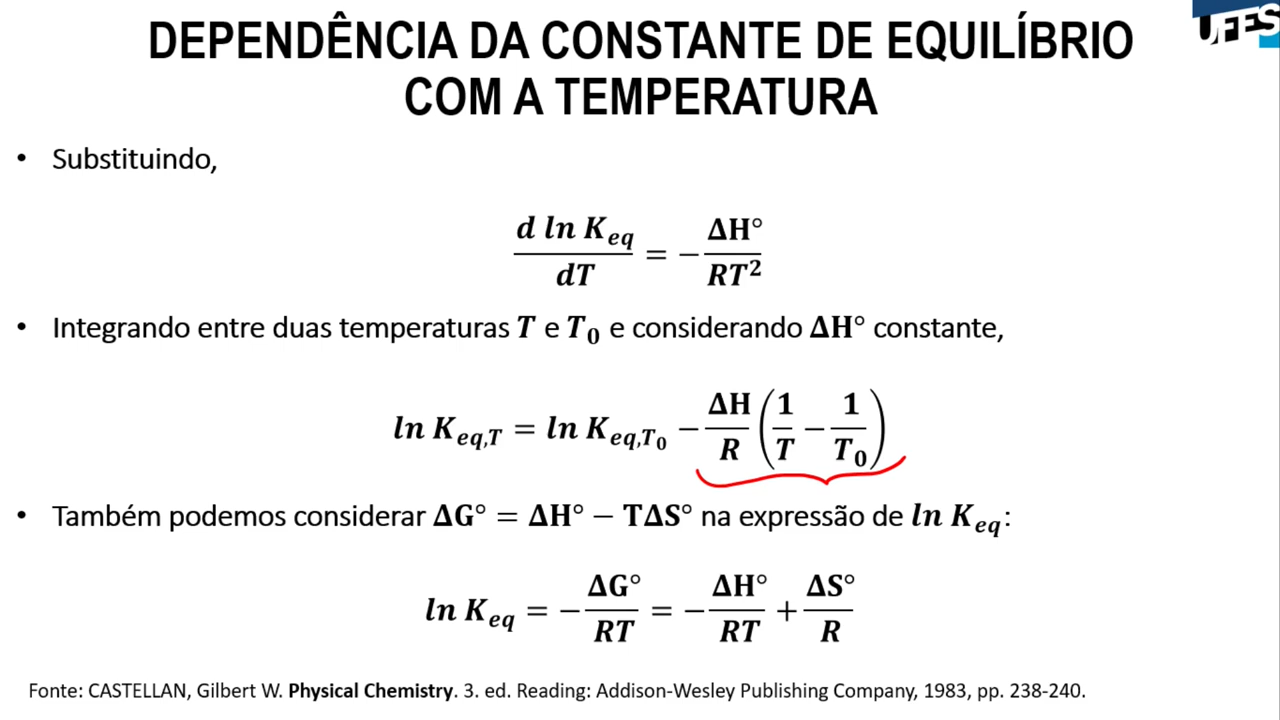 UFES
DEPENDÊNCIA DA CONSTANTE DE EQUILÍBRIO
COM A TEMPERATURA
• Substituindo,
d ln K_eq / dT = − ΔH° / RT²
• Integrando entre duas temperaturas T e T₀ e considerando ΔH° constante,
ln K_eq,T = ln K_eq,T₀ − ΔH/R (1/T − 1/T₀)
• Também podemos considerar ΔG° = ΔH° − TΔS° na expressão de ln K_eq:
ln K_eq = − ΔG°/RT = − ΔH°/RT + ΔS°/R
Fonte: CASTELLAN, Gilbert W. Physical Chemistry. 3. ed. Reading: Addison-Wesley Publishing Company, 1983, pp. 238-240.